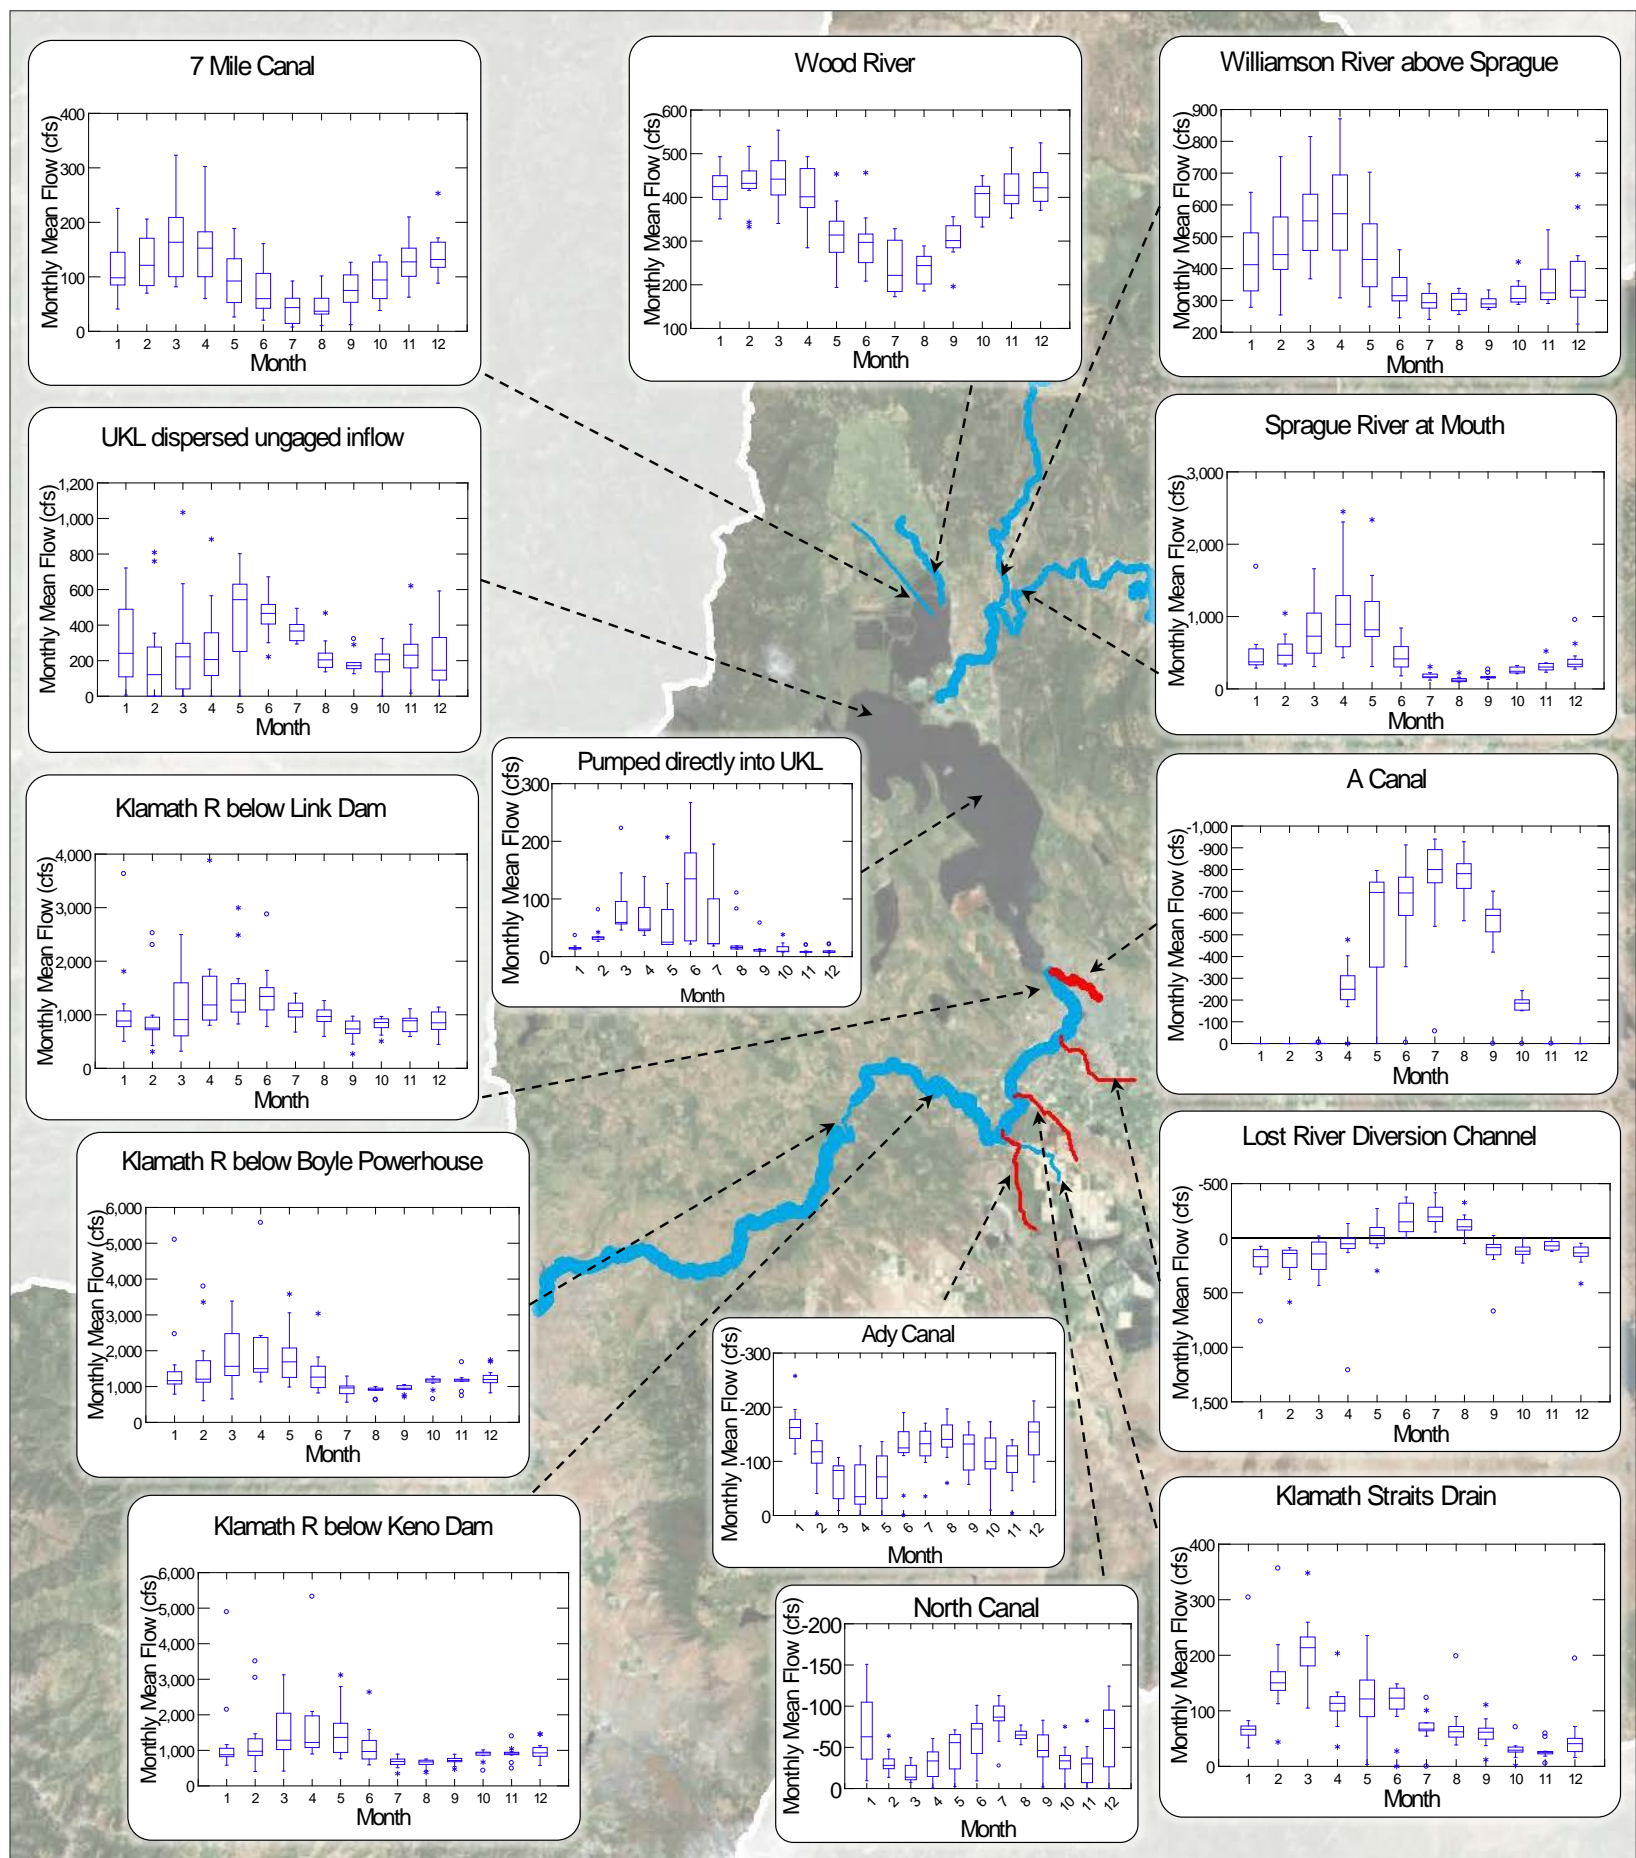 7 Mile Canal
Monthly Mean Flow (cfs)
400
300
200
100
0
1 2 3 4 5 6 7 8 9 10 11 12
Month
Wood River
Monthly Mean Flow (cfs)
600
500
400
300
200
100
1 2 3 4 5 6 7 8 9 10 11 12
Month
Williamson River above Sprague
Monthly Mean Flow (cfs)
900
800
700
600
500
400
300
200
1 2 3 4 5 6 7 8 9 10 11 12
Month
UKL dispersed ungaged inflow
Monthly Mean Flow (cfs)
1,200
1,000
800
600
400
200
0
1 2 3 4 5 6 7 8 9 10 11 12
Month
Sprague River at Mouth
Monthly Mean Flow (cfs)
3,000
2,000
1,000
0
1 2 3 4 5 6 7 8 9 10 11 12
Month
Pumped directly into UKL
Monthly Mean Flow (cfs)
300
200
100
0
1 2 3 4 5 6 7 8 9 10 11 12
Month
Klamath R below Link Dam
Monthly Mean Flow (cfs)
4,000
3,000
2,000
1,000
0
1 2 3 4 5 6 7 8 9 10 11 12
Month
A Canal
Monthly Mean Flow (cfs)
-1,000
-900
-800
-700
-600
-500
-400
-300
-200
-100
0
1 2 3 4 5 6 7 8 9 10 11 12
Month
Klamath R below Boyle Powerhouse
Monthly Mean Flow (cfs)
6,000
5,000
4,000
3,000
2,000
1,000
0
1 2 3 4 5 6 7 8 9 10 11 12
Month
Lost River Diversion Channel
Monthly Mean Flow (cfs)
-500
0
500
1,000
1,500
1 2 3 4 5 6 7 8 9 10 11 12
Month
Ady Canal
Monthly Mean Flow (cfs)
-300
-200
-100
0
1 2 3 4 5 6 7 8 9 10 11 12
Month
Klamath R below Keno Dam
Monthly Mean Flow (cfs)
6,000
5,000
4,000
3,000
2,000
1,000
0
1 2 3 4 5 6 7 8 9 10 11 12
Month
North Canal
Monthly Mean Flow (cfs)
-200
-150
-100
-50
0
1 2 3 4 5 6 7 8 9 10 11 12
Month
Klamath Straits Drain
Monthly Mean Flow (cfs)
400
300
200
100
0
1 2 3 4 5 6 7 8 9 10 11 12
Month